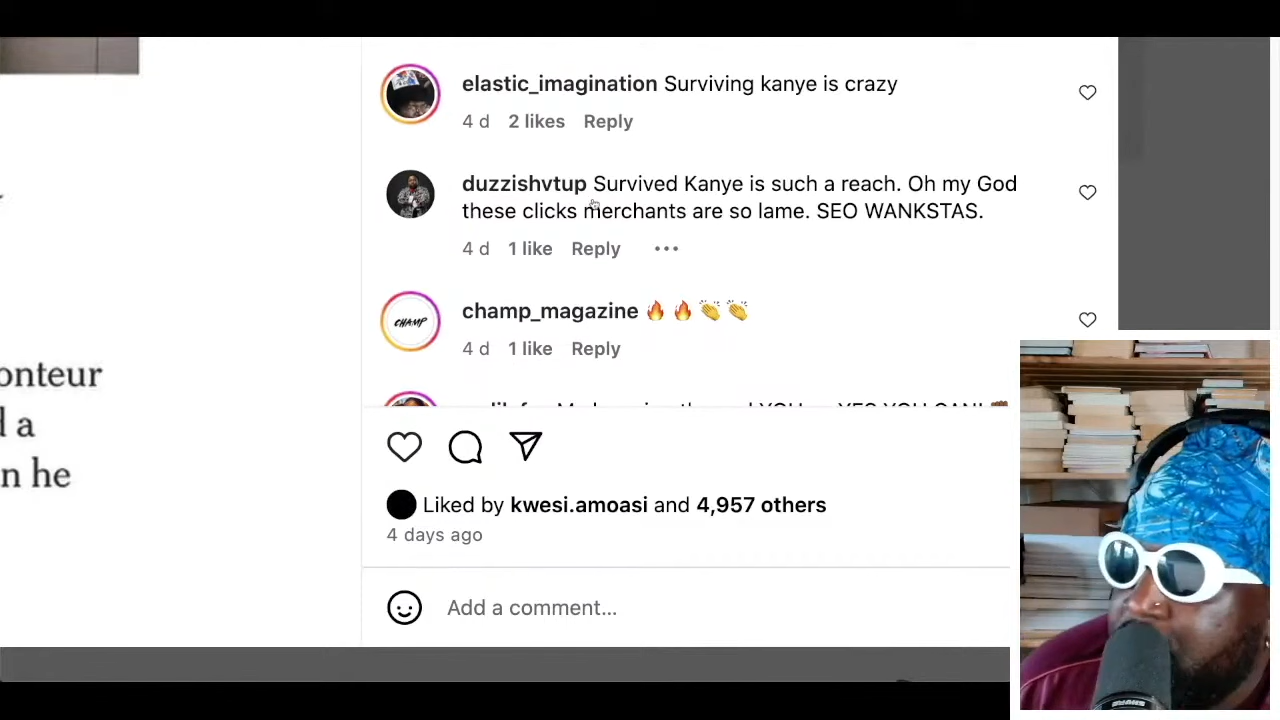 elastic_imagination Surviving kanye is crazy
4 d 2 likes Reply
duzzishvtup Survived Kanye is such a reach. Oh my God
these clicks merchants are so lame. SEO WANKSTAS.
4 d 1 like Reply •••
CHAMP
champ_magazine 🔥🔥👏👏
4 d 1 like Reply
onteur
d a
n he
Liked by kwesi.amoasi and 4,957 others
4 days ago
Add a comment...
SHURE